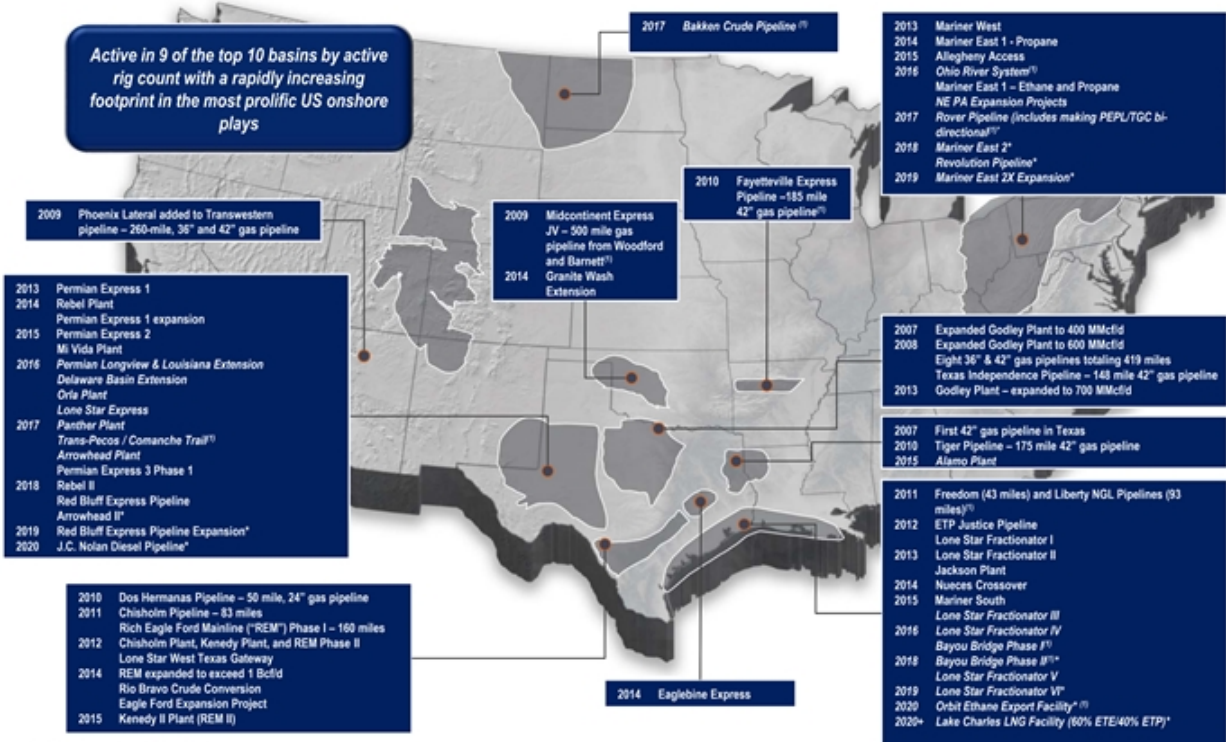 Active in 9 of the top 10 basins by active
rig count with a rapidly increasing
footprint in the most prolific US onshore
plays
2017 Bakken Crude Pipeline (1)
2013 Mariner West
2014 Mariner East 1 - Propane
2015 Allegheny Access
2016 Ohio River System(1)
Mariner East 1 – Ethane and Propane
NE PA Expansion Projects
2017 Rover Pipeline (includes making PEPL/TGC bi-
directional(1)*
2018 Mariner East 2*
Revolution Pipeline*
2019 Mariner East 2X Expansion*
2010 Fayetteville Express
Pipeline –185 mile
42" gas pipeline(1)
2009 Phoenix Lateral added to Transwestern
pipeline – 260-mile, 36" and 42" gas pipeline
2009 Midcontinent Express
JV – 500 mile gas
pipeline from Woodford
and Barnett(1)
2014 Granite Wash
Extension
2013 Permian Express 1
2014 Rebel Plant
Permian Express 1 expansion
2015 Permian Express 2
Mi Vida Plant
2016 Permian Longview & Louisiana Extension
Delaware Basin Extension
Orla Plant
Lone Star Express
2017 Panther Plant
Trans-Pecos / Comanche Trail(1)
Arrowhead Plant
Permian Express 3 Phase 1
2018 Rebel II
Red Bluff Express Pipeline
Arrowhead II*
2019 Red Bluff Express Pipeline Expansion*
2020 J.C. Nolan Diesel Pipeline*
2007 Expanded Godley Plant to 400 MMcf/d
2008 Expanded Godley Plant to 600 MMcf/d
Eight 36" & 42" gas pipelines totaling 419 miles
Texas Independence Pipeline – 148 mile 42" gas pipeline
2013 Godley Plant – expanded to 700 MMcf/d
2007 First 42" gas pipeline in Texas
2010 Tiger Pipeline – 175 mile 42" gas pipeline
2015 Alamo Plant
2011 Freedom (43 miles) and Liberty NGL Pipelines (93
miles)(1)
2012 ETP Justice Pipeline
Lone Star Fractionator I
2013 Lone Star Fractionator II
Jackson Plant
2014 Nueces Crossover
2015 Mariner South
Lone Star Fractionator III
2016 Lone Star Fractionator IV
Bayou Bridge Phase I(1)
2018 Bayou Bridge Phase II(1)*
Lone Star Fractionator V
2019 Lone Star Fractionator VI*
2020 Orbit Ethane Export Facility* (1)
2020+ Lake Charles LNG Facility (60% ETE/40% ETP)*
2010 Dos Hermanas Pipeline – 50 mile, 24" gas pipeline
2011 Chisholm Pipeline – 83 miles
Rich Eagle Ford Mainline ("REM") Phase I – 160 miles
2012 Chisholm Plant, Kenedy Plant, and REM Phase II
Lone Star West Texas Gateway
2014 REM expanded to exceed 1 Bcf/d
Rio Bravo Crude Conversion
Eagle Ford Expansion Project
2015 Kenedy II Plant (REM II)
2014 Eaglebine Express